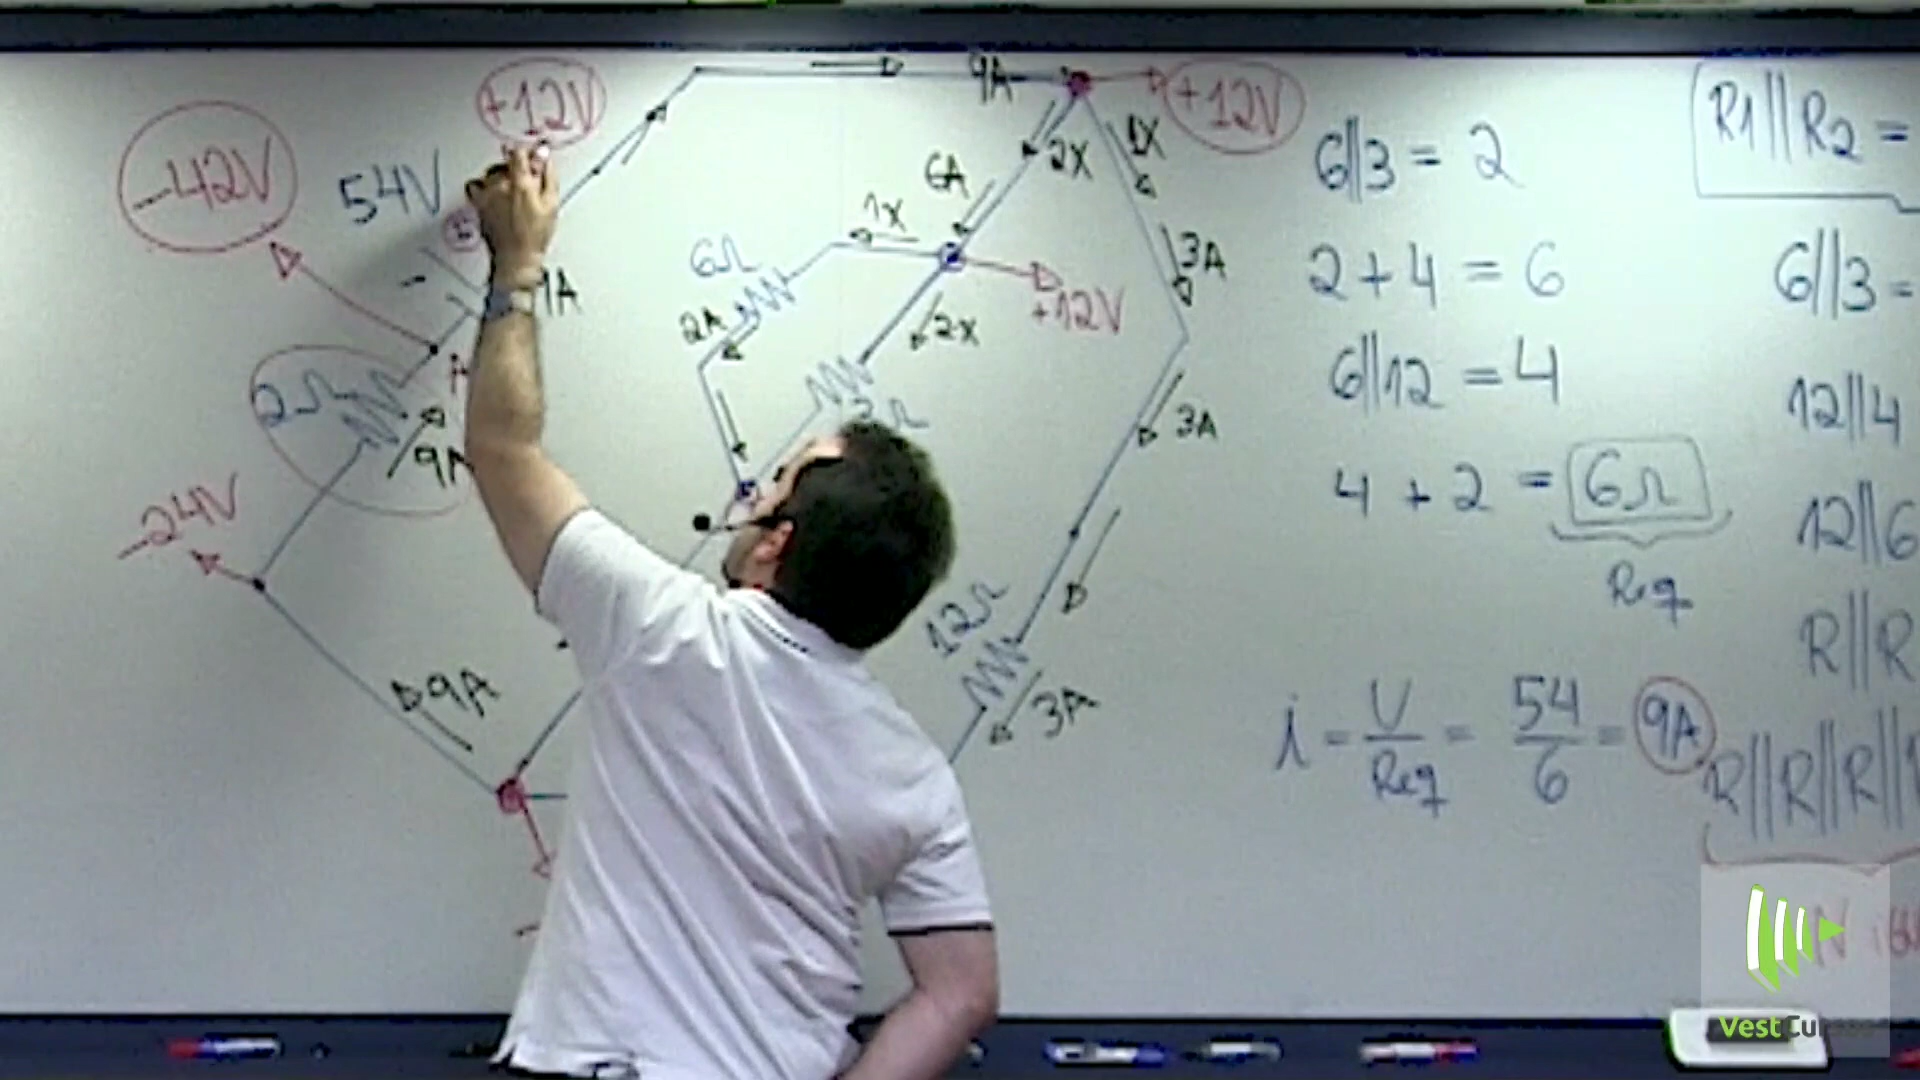 +12V
-42V
54V
+
-
9A
+12V
1X
2X
6A
1X
3A
6Ω
2A
+12V
2X
2Ω
9A
3A
-24V
12Ω
9A
3A
6||3 = 2
2+4 = 6
6||12 = 4
4 + 2 = 6Ω
Req
i = V/Req = 54/6 = 9A
R1||R2 =
6||3 =
12||4
12||6
R||R
R||R||R||
N
VestCur